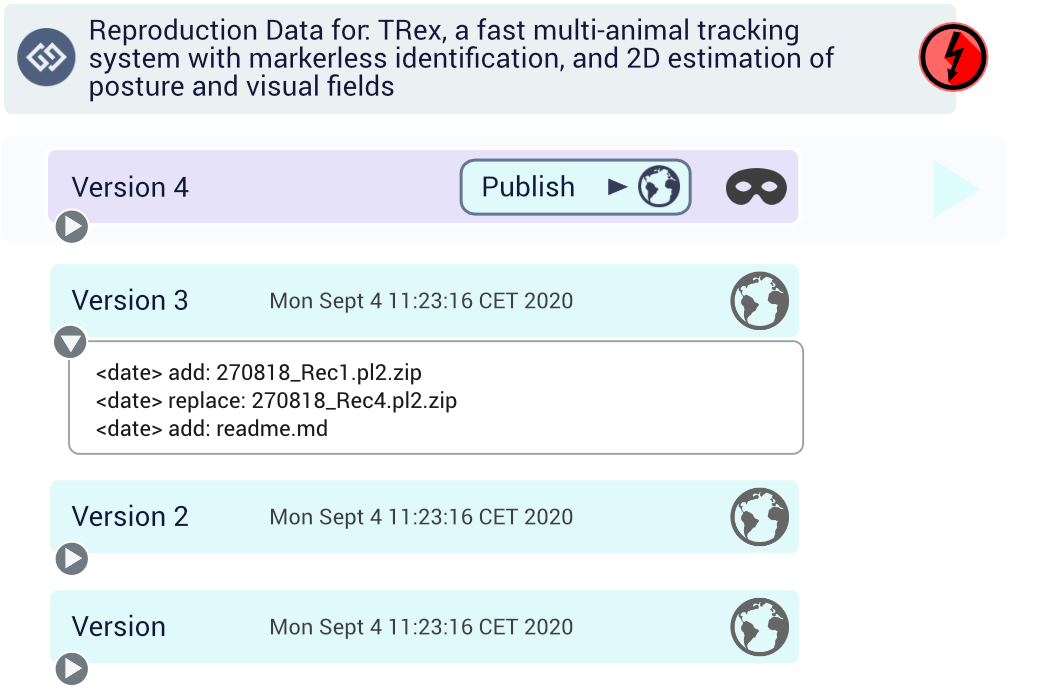 Reproduction Data for: TRex, a fast multi-animal tracking
system with markerless identification, and 2D estimation of
posture and visual fields
Version 4 Publish
Version 3 Mon Sept 4 11:23:16 CET 2020
<date> add: 270818_Rec1.pl2.zip
<date> replace: 270818_Rec4.pl2.zip
<date> add: readme.md
Version 2 Mon Sept 4 11:23:16 CET 2020
Version Mon Sept 4 11:23:16 CET 2020